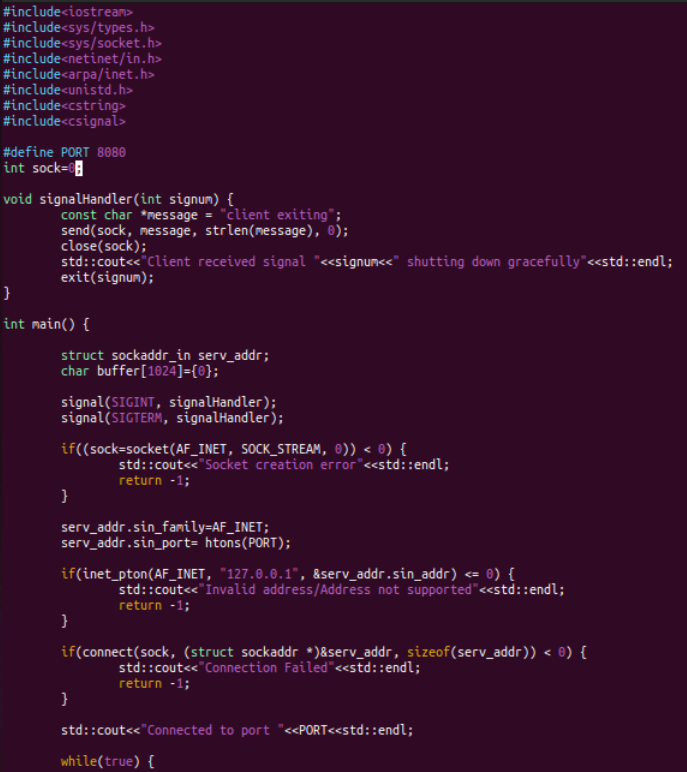 #include<iostream>
#include<sys/types.h>
#include<sys/socket.h>
#include<netinet/in.h>
#include<arpa/inet.h>
#include<unistd.h>
#include<cstring>
#include<csignal>

#define PORT 8080
int sock=0;

void signalHandler(int signum) {
        const char *message = "client exiting";
        send(sock, message, strlen(message), 0);
        close(sock);
        std::cout<<"Client received signal "<<signum<<" shutting down gracefully"<<std::endl;
        exit(signum);
}

int main() {

        struct sockaddr_in serv_addr;
        char buffer[1024]={0};

        signal(SIGINT, signalHandler);
        signal(SIGTERM, signalHandler);

        if((sock=socket(AF_INET, SOCK_STREAM, 0)) < 0) {
                std::cout<<"Socket creation error"<<std::endl;
                return -1;
        }

        serv_addr.sin_family=AF_INET;
        serv_addr.sin_port= htons(PORT);

        if(inet_pton(AF_INET, "127.0.0.1", &serv_addr.sin_addr) <= 0) {
                std::cout<<"Invalid address/Address not supported"<<std::endl;
                return -1;
        }

        if(connect(sock, (struct sockaddr *)&serv_addr, sizeof(serv_addr)) < 0) {
                std::cout<<"Connection Failed"<<std::endl;
                return -1;
        }

        std::cout<<"Connected to port "<<PORT<<std::endl;

        while(true) {